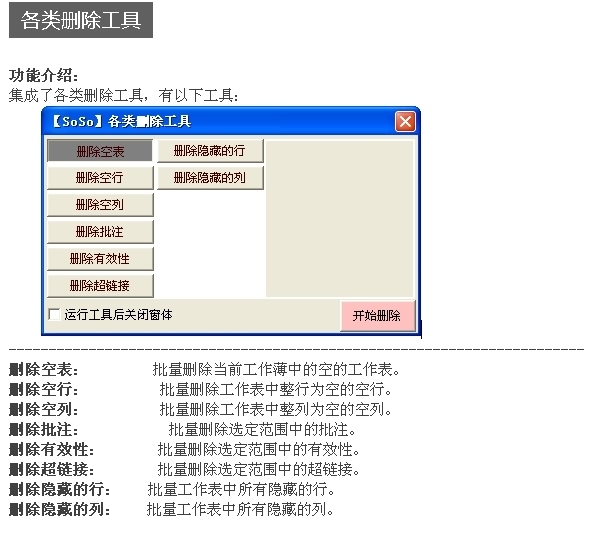 各类删除工具
功能介绍：
集成了各类删除工具，有以下工具：
【SoSo】各类删除工具
删除空表 删除隐藏的行
删除空行 删除隐藏的列
删除空列
删除批注
删除有效性
删除超链接
运行工具后关闭窗体 开始删除
删除空表： 批量删除当前工作薄中的空的工作表。
删除空行： 批量删除工作表中整行为空的空行。
删除空列： 批量删除工作表中整列为空的空列。
删除批注： 批量删除选定范围中的批注。
删除有效性： 批量删除选定范围中的有效性。
删除超链接： 批量删除选定范围中的超链接。
删除隐藏的行： 批量工作表中所有隐藏的行。
删除隐藏的列： 批量工作表中所有隐藏的列。